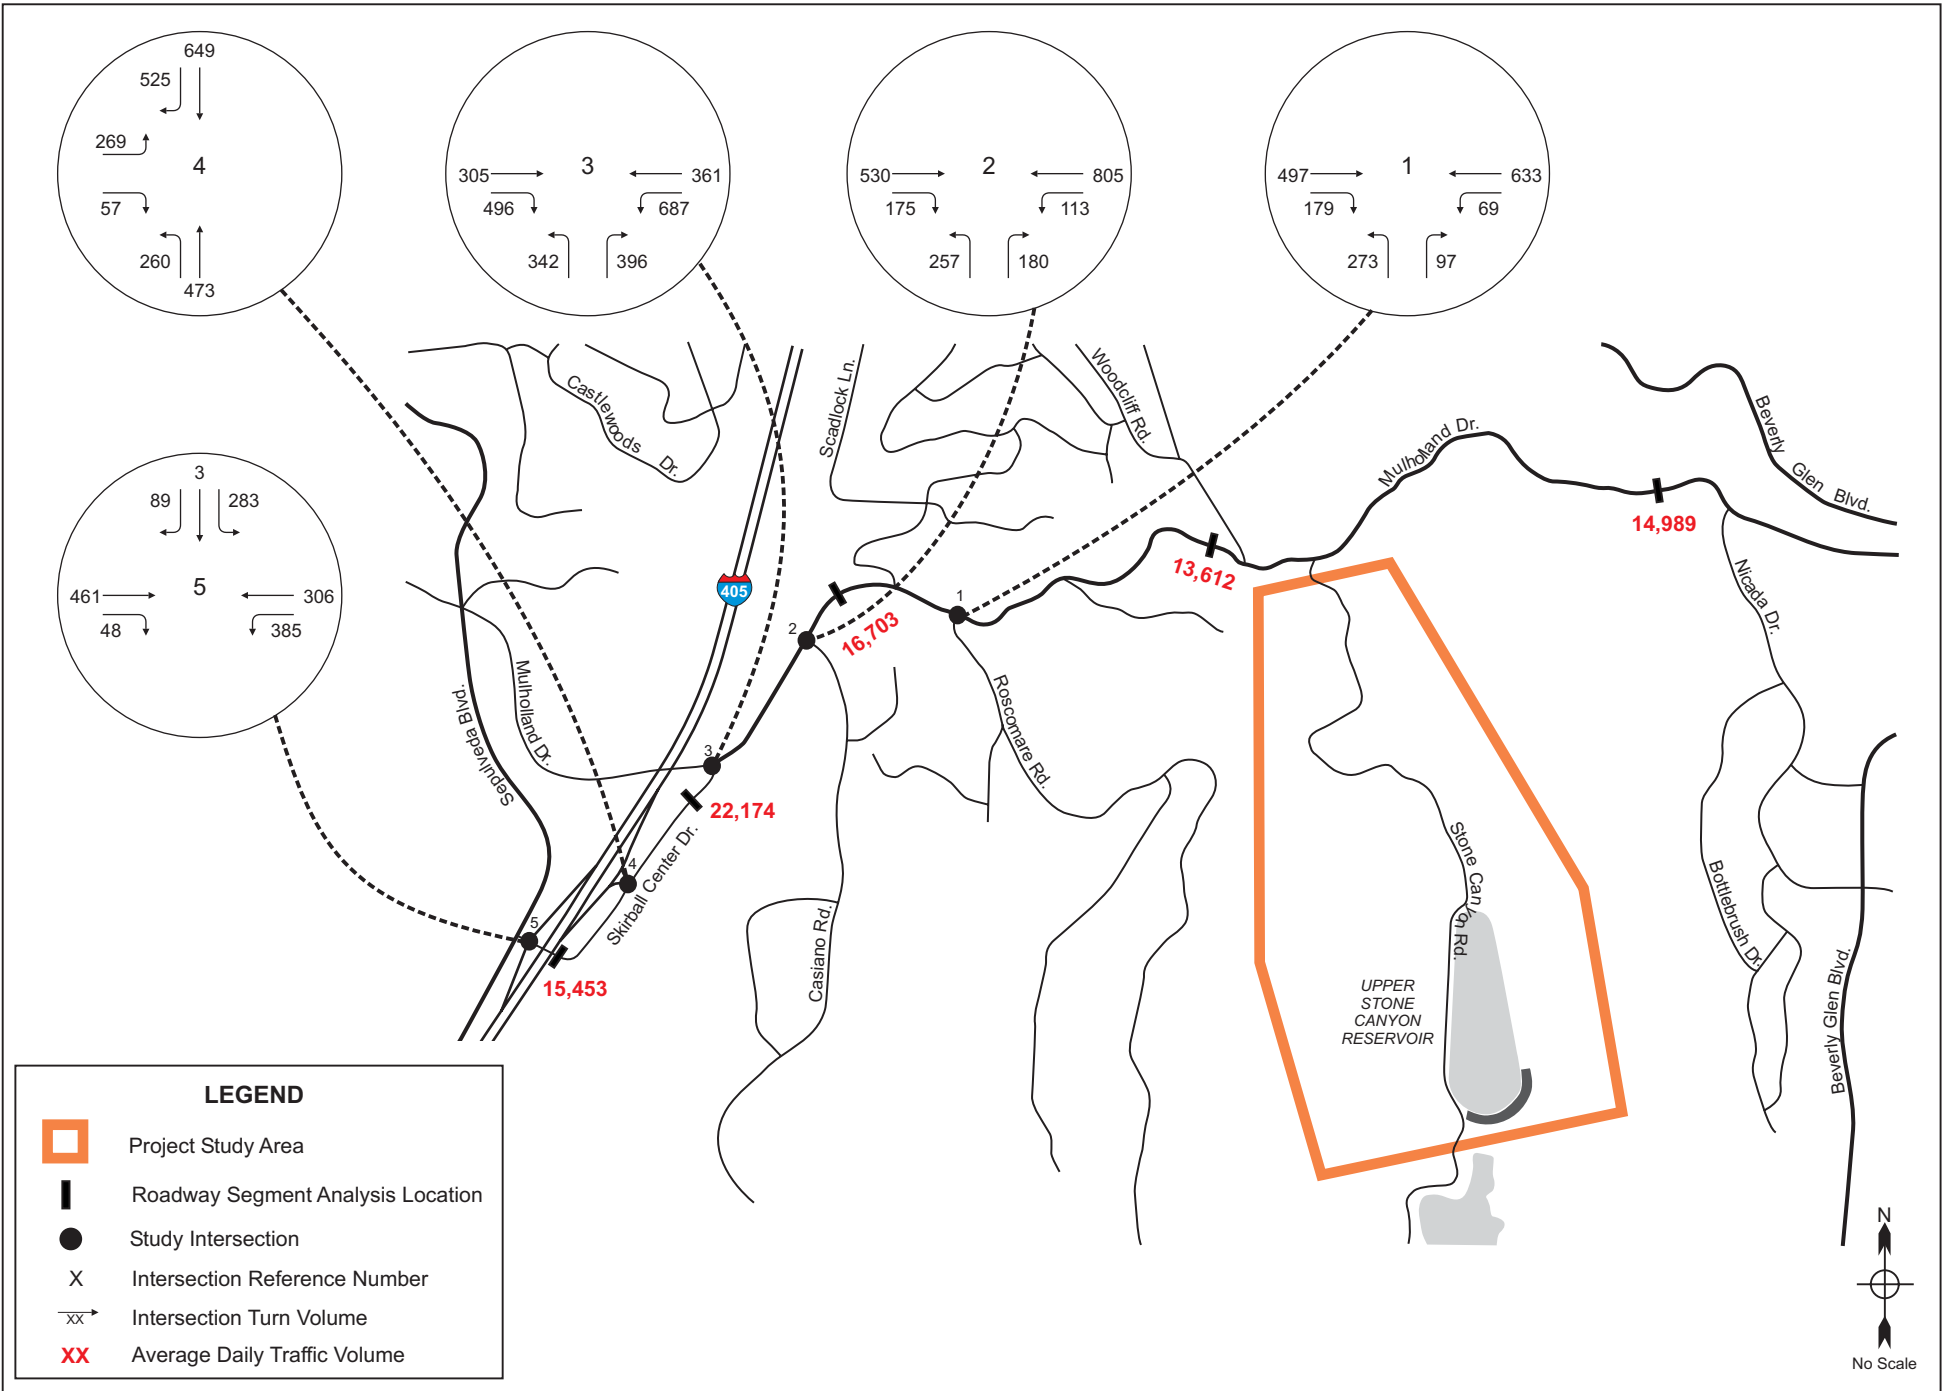 649
525
269
4
57
260
473
305
3
361
496
687
342
396
530
2
805
175
113
257
180
497
1
633
179
69
273
97
3
89
283
461
5
306
48
385
Castlewoods Dr.
Scadlock Ln.
Woodcliff Rd.
Mulholland Dr.
Beverly Glen Blvd.
14,989
13,612
405
1
2
16,703
Nicada Dr.
Mulholland Dr.
Sepulveda Blvd.
Roscomare Rd.
3
22,174
4
Skirball Center Dr.
5
15,453
Casiano Rd.
Stone Canyon Rd.
Bottlebrush Dr.
Beverly Glen Blvd.
UPPER
STONE
CANYON
RESERVOIR
LEGEND
Project Study Area
Roadway Segment Analysis Location
Study Intersection
X Intersection Reference Number
XX Intersection Turn Volume
XX Average Daily Traffic Volume
N
No Scale